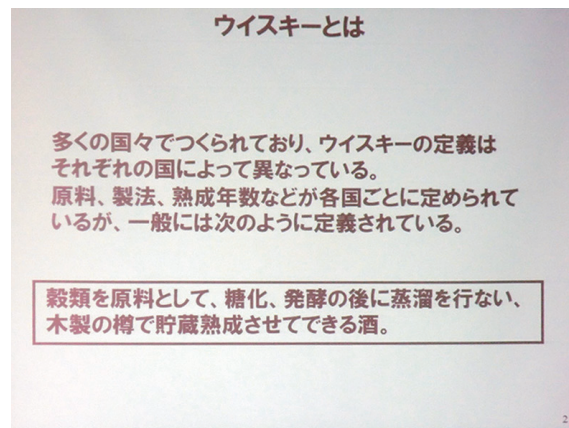 ウイスキーとは
多くの国々でつくられており、ウイスキーの定義は
それぞれの国によって異なっている。
原料、製法、熟成年数などが各国ごとに定められて
いるが、一般には次のように定義されている。
穀類を原料として、糖化、発酵の後に蒸溜を行ない、
木製の樽で貯蔵熟成させてできる酒。
2